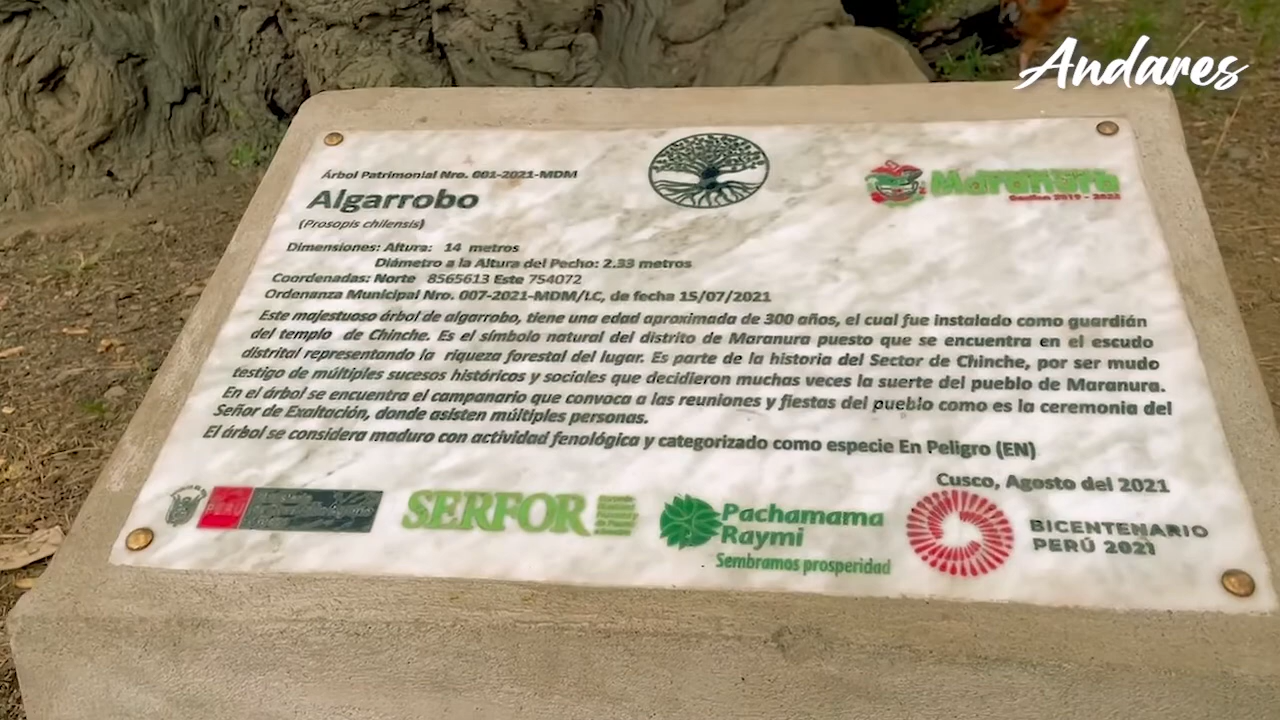 Andares
Árbol Patrimonial Nro. 001-2021-MDM
Algarrobo
(Prosopis chilensis)
Maranura
Gestion 2019 - 2022
Dimensiones: Altura: 14 metros
Diámetro a la Altura del Pecho: 2.33 metros
Coordenadas: Norte 8565613 Este 754072
Ordenanza Municipal Nro. 007-2021-MDM/LC, de fecha 15/07/2021
Este majestuoso árbol de algarrobo, tiene una edad aproximada de 300 años, el cual fue instalado como guardián
del templo de Chinche. Es el símbolo natural del distrito de Maranura puesto que se encuentra en el escudo
distrital representando la riqueza forestal del lugar. Es parte de la historia del Sector de Chinche, por ser mudo
testigo de múltiples sucesos históricos y sociales que decidieron muchas veces la suerte del pueblo de Maranura.
En el árbol se encuentra el campanario que convoca a las reuniones y fiestas del pueblo como es la ceremonia del
Señor de Exaltación, donde asisten múltiples personas.
El árbol se considera maduro con actividad fenológica y categorizado como especie En Peligro (EN)
Cusco, Agosto del 2021
PERÚ
SERFOR
Pachamama
Raymi
Sembramos prosperidad
BICENTENARIO
PERÚ 2021